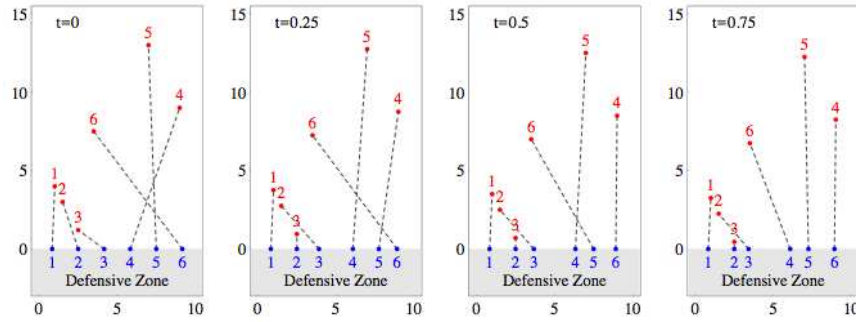 t=0 t=0.25 t=0.5 t=0.75
15 15 15 15
5 5 5 5
10 4 10 4 10 4 10 4
6 6 6 6
5 1 5 1 5 1 5 1
2 2 2 2
3 3 3 3
0 0 0 0
1 2 3 4 5 6 1 2 3 4 5 6 1 2 3 4 5 6 1 2 3 4 5 6
Defensive Zone Defensive Zone Defensive Zone Defensive Zone
0 5 10 0 5 10 0 5 10 0 5 10